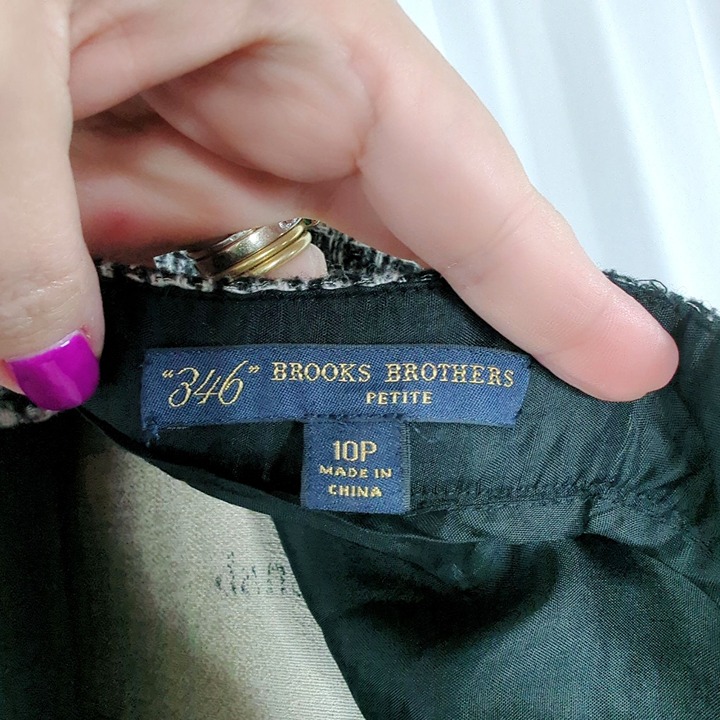 "346" BROOKS BROTHERS
PETITE
10P
MADE IN
CHINA